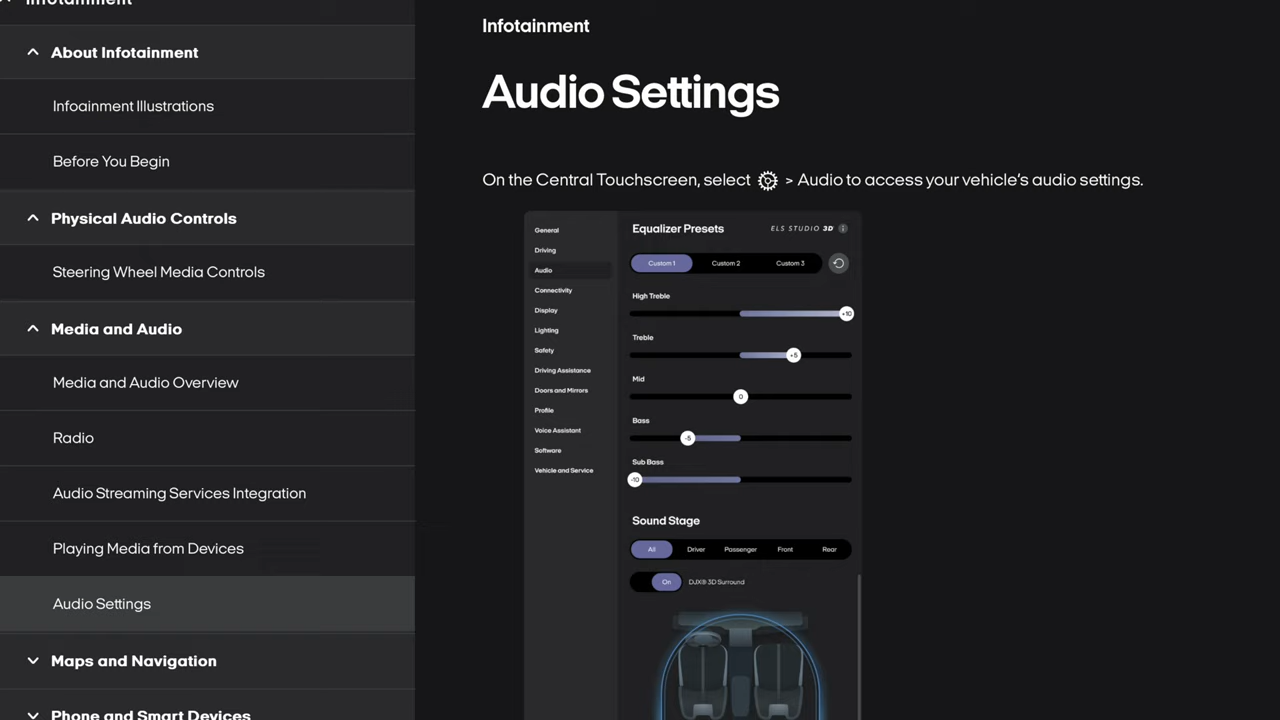 Infotainment
About Infotainment
Infoainment Illustrations
Before You Begin
Physical Audio Controls
Steering Wheel Media Controls
Media and Audio
Media and Audio Overview
Radio
Audio Streaming Services Integration
Playing Media from Devices
Audio Settings
Maps and Navigation
Phone and Smart Devices
Infotainment
Audio Settings
On the Central Touchscreen, select > Audio to access your vehicle's audio settings.
General
Driving
Audio
Connectivity
Display
Lighting
Safety
Driving Assistance
Doors and Mirrors
Profile
Voice Assistant
Software
Vehicle and Service
Equalizer Presets
ELS STUDIO 3D
Custom 1 Custom 2 Custom 3
High Treble
+10
Treble
+5
Mid
0
Bass
-5
Sub Bass
-10
Sound Stage
All Driver Passenger Front Rear
On DJX® 3D Surround